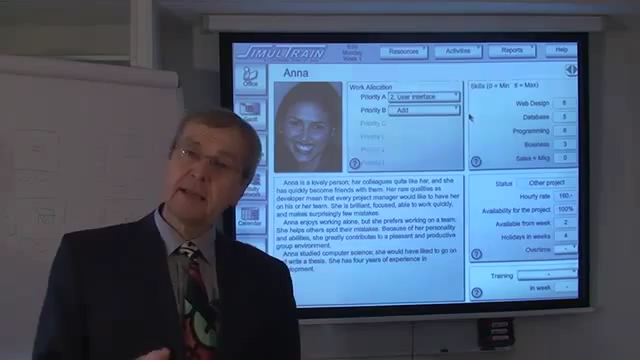 SIMULTRAIN
Monday
Week 1
Resources
Activities
Reports
Help
Office
Anna
Work Allocation
Priority A
2. User interface
Priority B
Add
Priority C
Skills (0 = Min
= Max)
Web Design
Database
5
Programming
8
Business
3
Sales + Mkg
0
Calendar
Anna is a lovely person, her colleagues quite like her, and she
has quickly become friends with them. Her rare qualities as
developer mean that every project manager would like to have her
on his or her team. She is brilliant, focused, able to work quickly,
and makes surprisingly few mistakes.
Anna enjoys working alone, but she prefers working on a team.
She helps others spot their mistakes. Because of her personality
and abilities, she greatly contributes to a pleasant and productive
group environment.
Anna studied computer science; she would have liked to go on
and write a thesis. She has four years of experience in
development.
Status
Other project
Hourly rate
160.-
Availability for the project
100%
Available from week
2
Holidays in week
4
Overtime
-
Training
-
In week
-